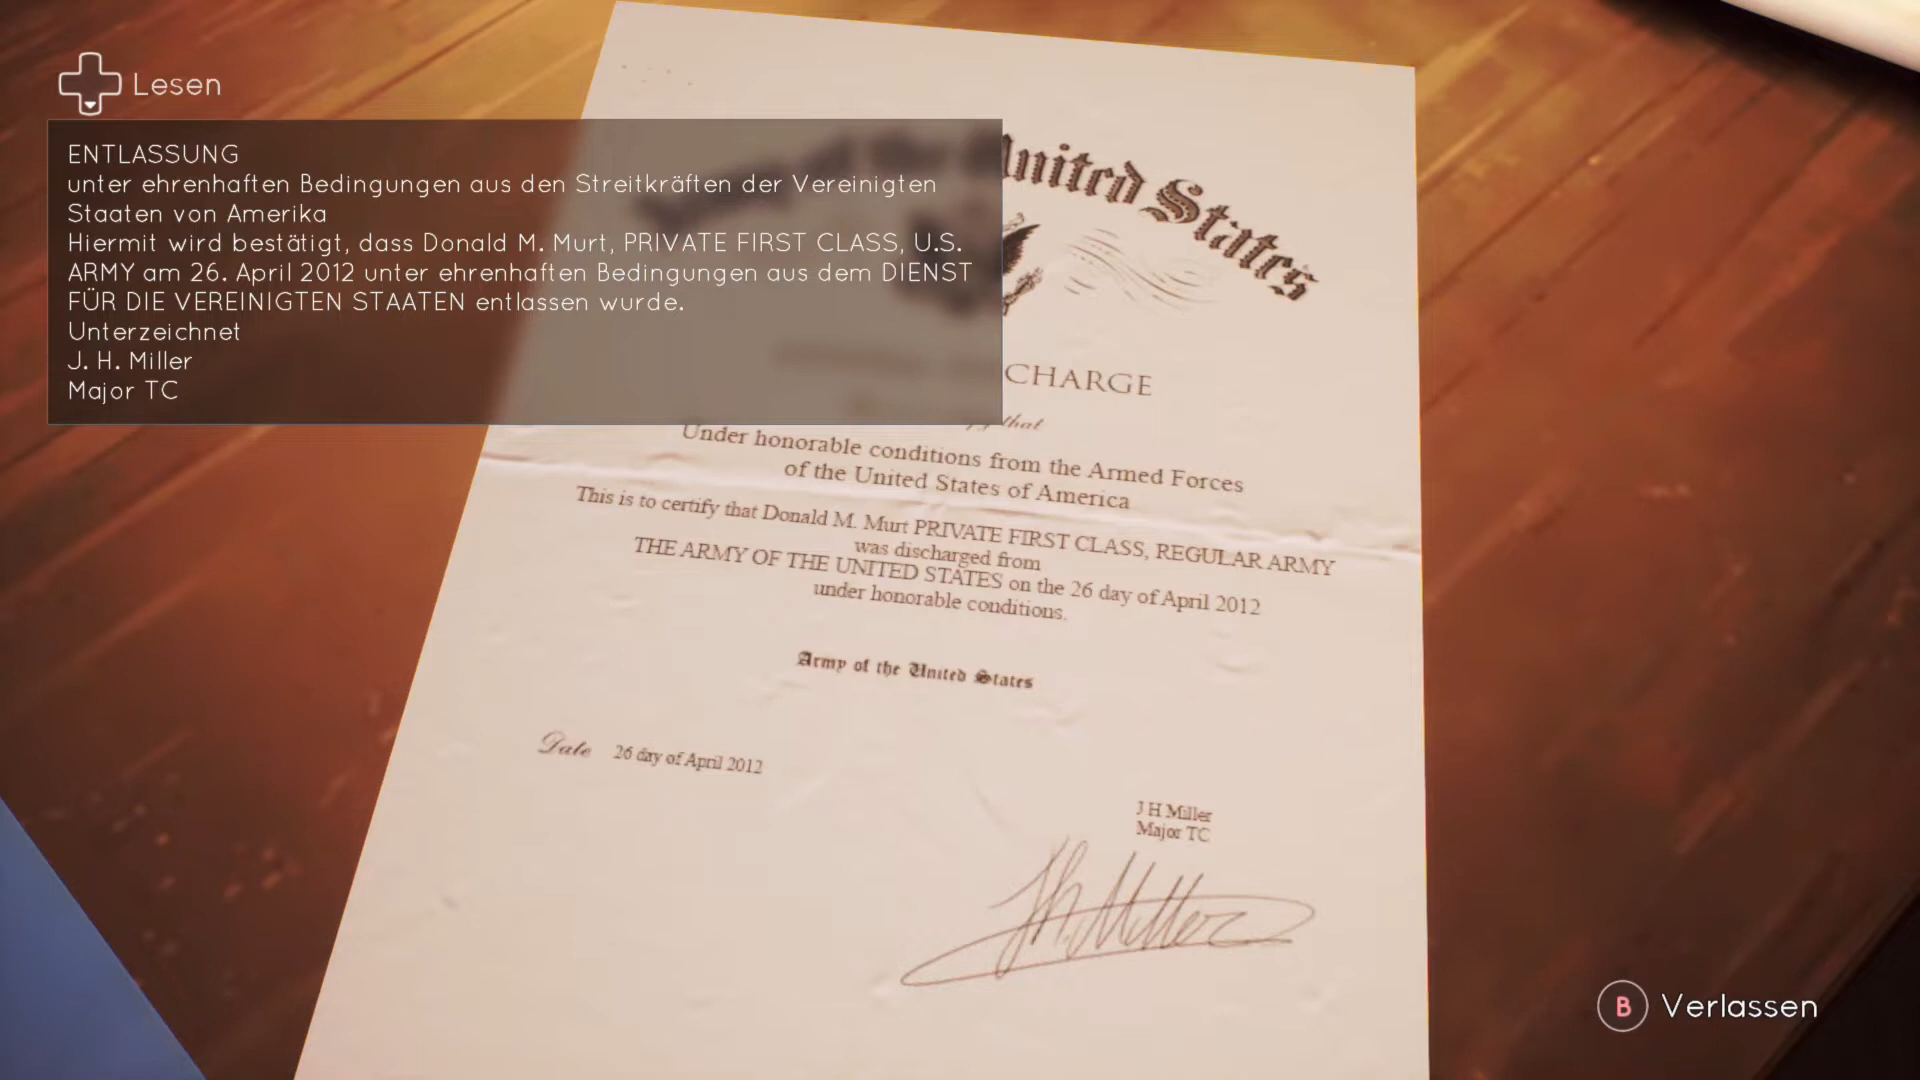 Lesen
ENTLASSUNG
unter ehrenhaften Bedingungen aus den Streitkräften der Vereinigten
Staaten von Amerika
Hiermit wird bestätigt, dass Donald M. Murt, PRIVATE FIRST CLASS, U.S.
ARMY am 26. April 2012 unter ehrenhaften Bedingungen aus dem DIENST
FÜR DIE VEREINIGTEN STAATEN entlassen wurde.
Unterzeichnet
J. H. Miller
Major TC
United States
CHARGE
that
Under honorable conditions from the Armed Forces
of the United States of America
This is to certify that Donald M. Murt PRIVATE FIRST CLASS, REGULAR ARMY
was discharged from
THE ARMY OF THE UNITED STATES on the 26 day of April 2012
under honorable conditions.
Army of the United States
Date 26 day of April 2012
J H Miller
Major TC
J h. Miller
B Verlassen